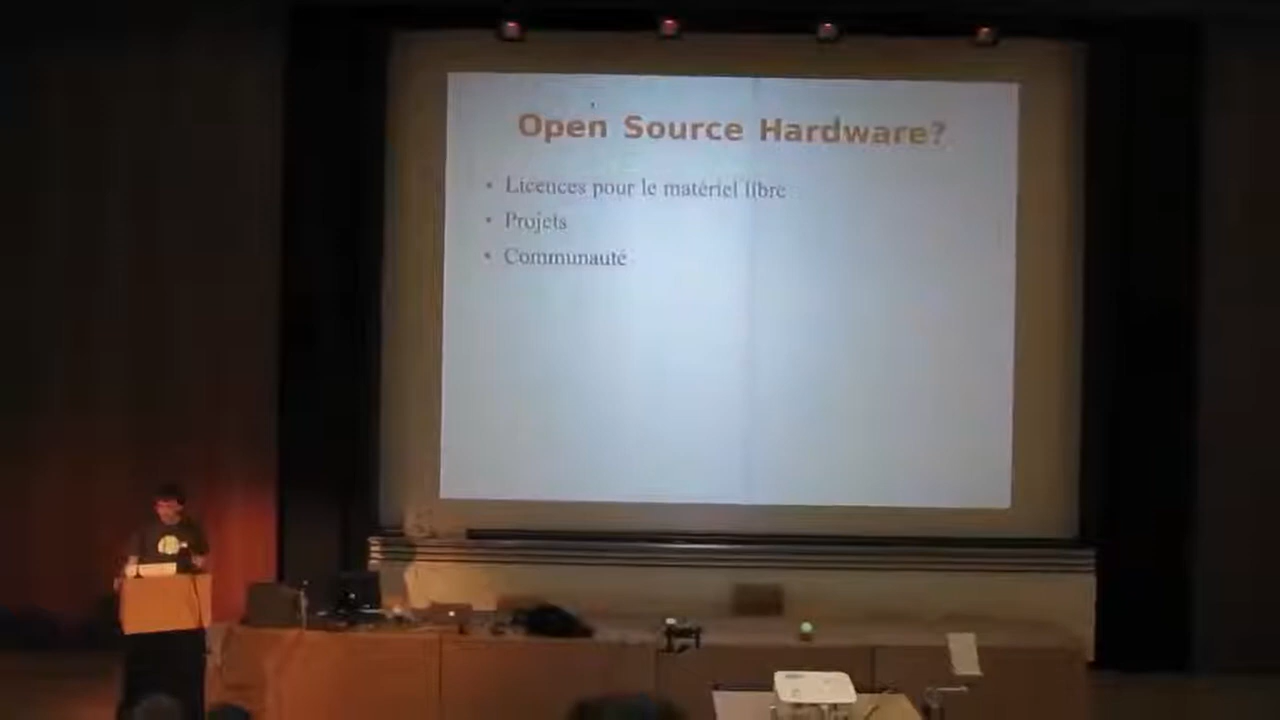 Open Source Hardware?
• Licences pour le matériel libre
• Projets
• Communauté